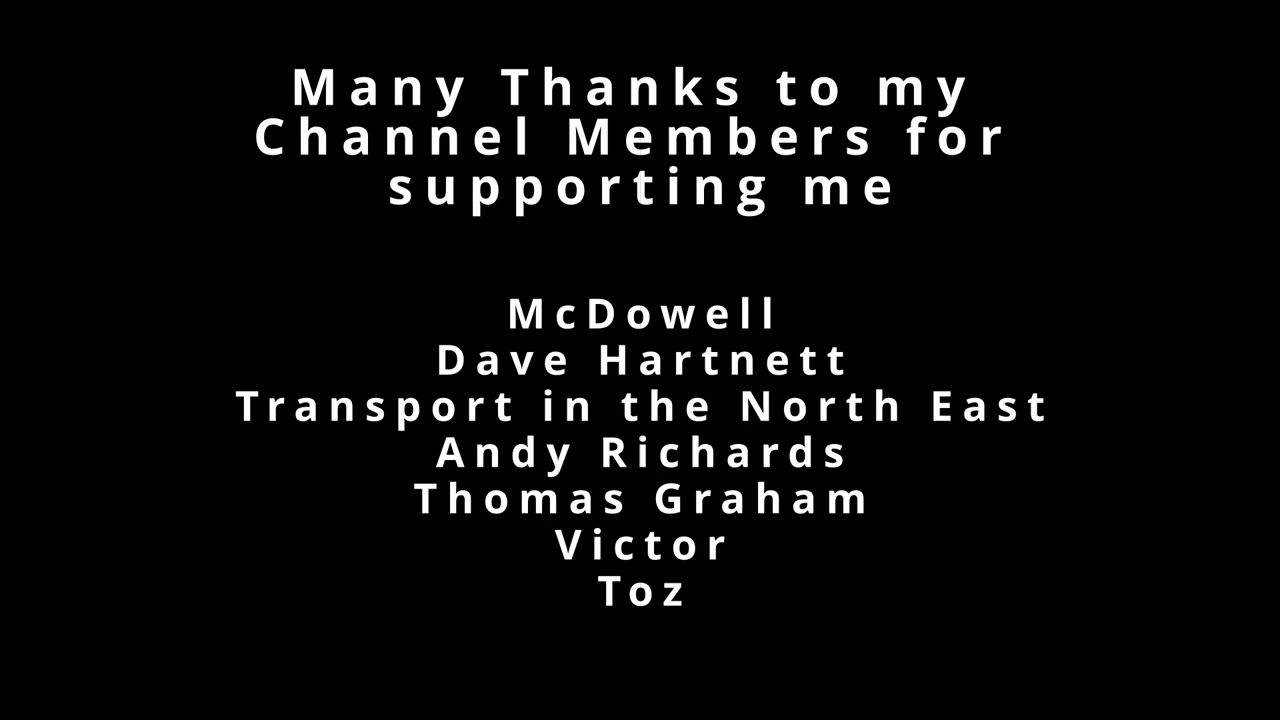 Many Thanks to my
Channel Members for
supporting me
McDowell
Dave Hartnett
Transport in the North East
Andy Richards
Thomas Graham
Victor
Toz